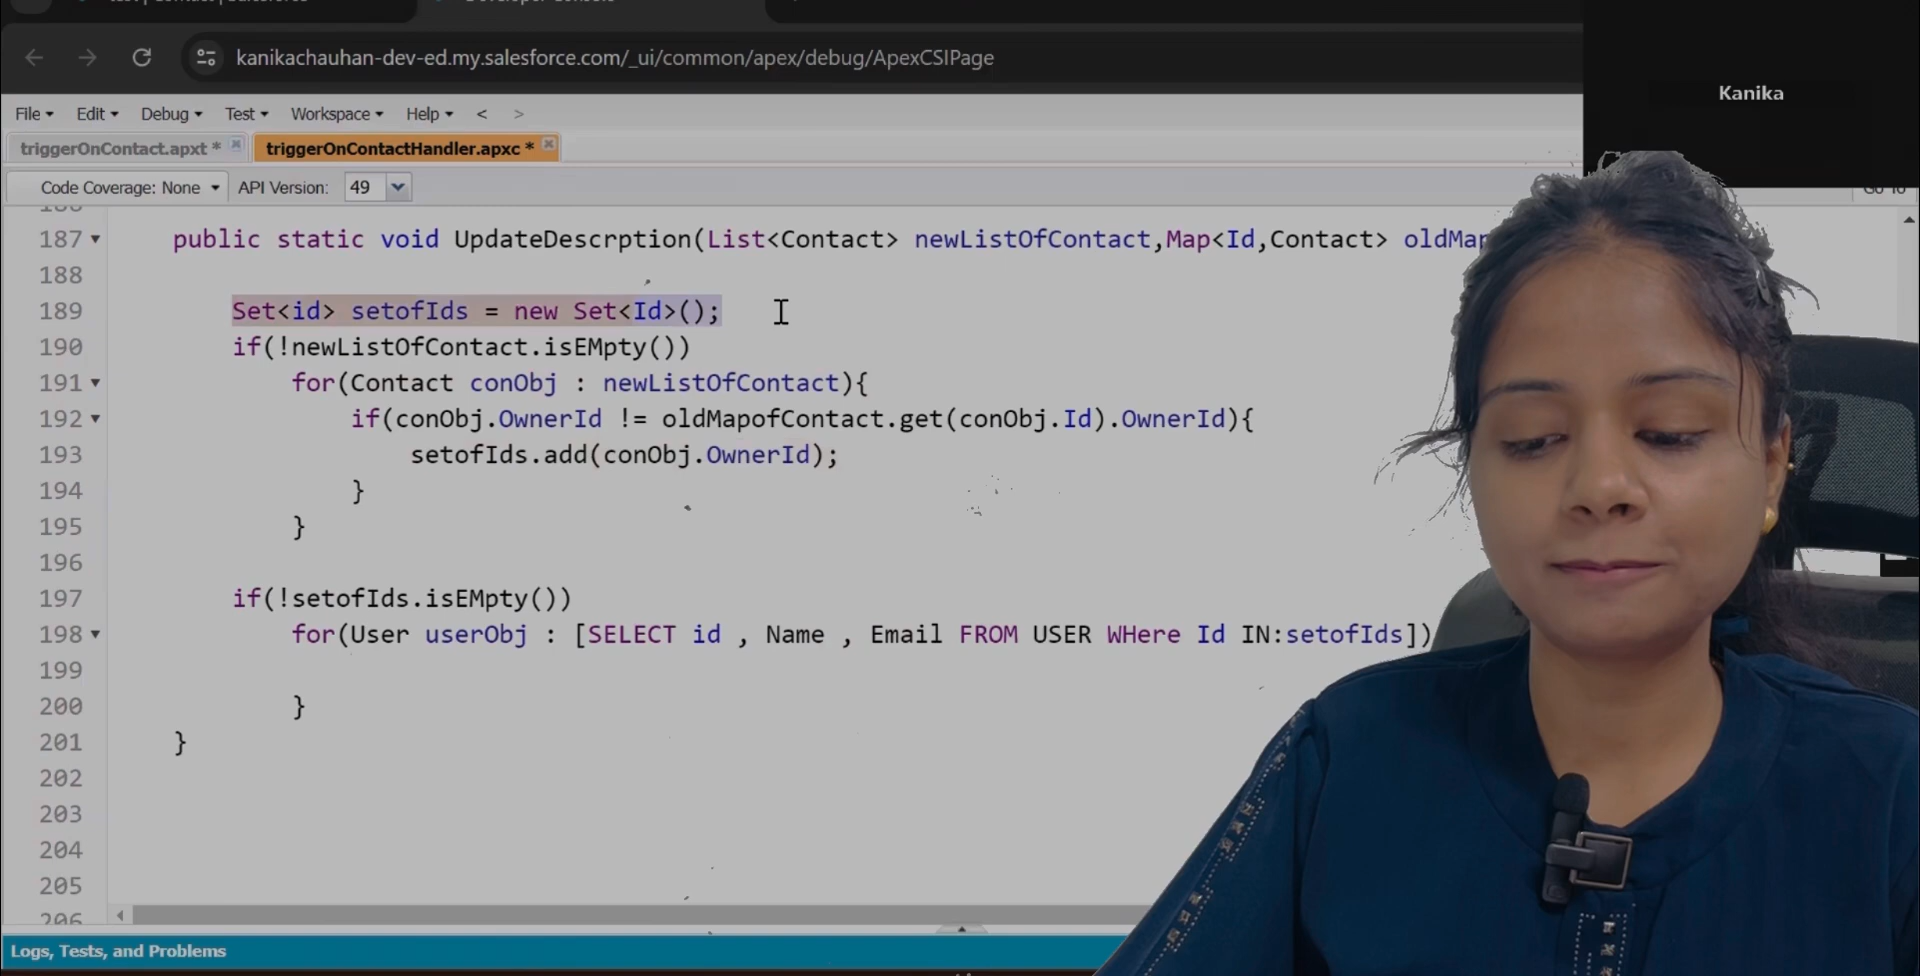 kanikachauhan-dev-ed.my.salesforce.com/_ui/common/apex/debug/ApexCSIPage
Kanika
File Edit Debug Test Workspace Help < >
triggerOnContact.apxt * triggerOnContactHandler.apxc *
Code Coverage: None API Version: 49 Go To
187 public static void UpdateDescrption(List<Contact> newListOfContact,Map<Id,Contact> oldMap
188
189 Set<id> setofIds = new Set<Id>();
190 if(!newListOfContact.isEMpty())
191 for(Contact conObj : newListOfContact){
192 if(conObj.OwnerId != oldMapofContact.get(conObj.Id).OwnerId){
193 setofIds.add(conObj.OwnerId);
194 }
195 }
196
197 if(!setofIds.isEMpty())
198 for(User userObj : [SELECT id , Name , Email FROM USER WHere Id IN:setofIds])
199
200 }
201 }
202
203
204
205
206
Logs, Tests, and Problems